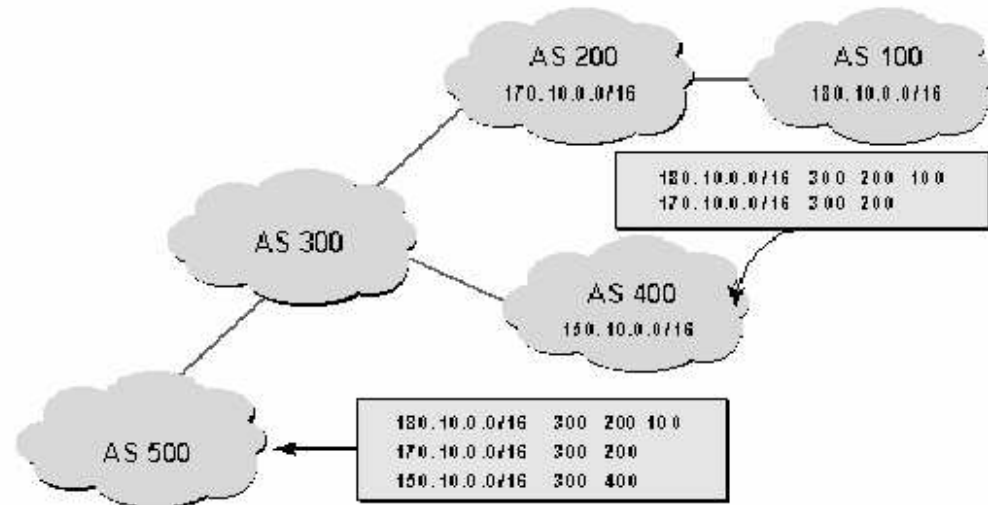 AS 200
170.10.0.0/16
AS 100
180.10.0.0/16
180.10.0.0/16 300 200 100
170.10.0.0/16 300 200
AS 300
AS 400
150.10.0.0/16
AS 500
180.10.0.0/16 300 200 100
170.10.0.0/16 300 200
150.10.0.0/16 300 400